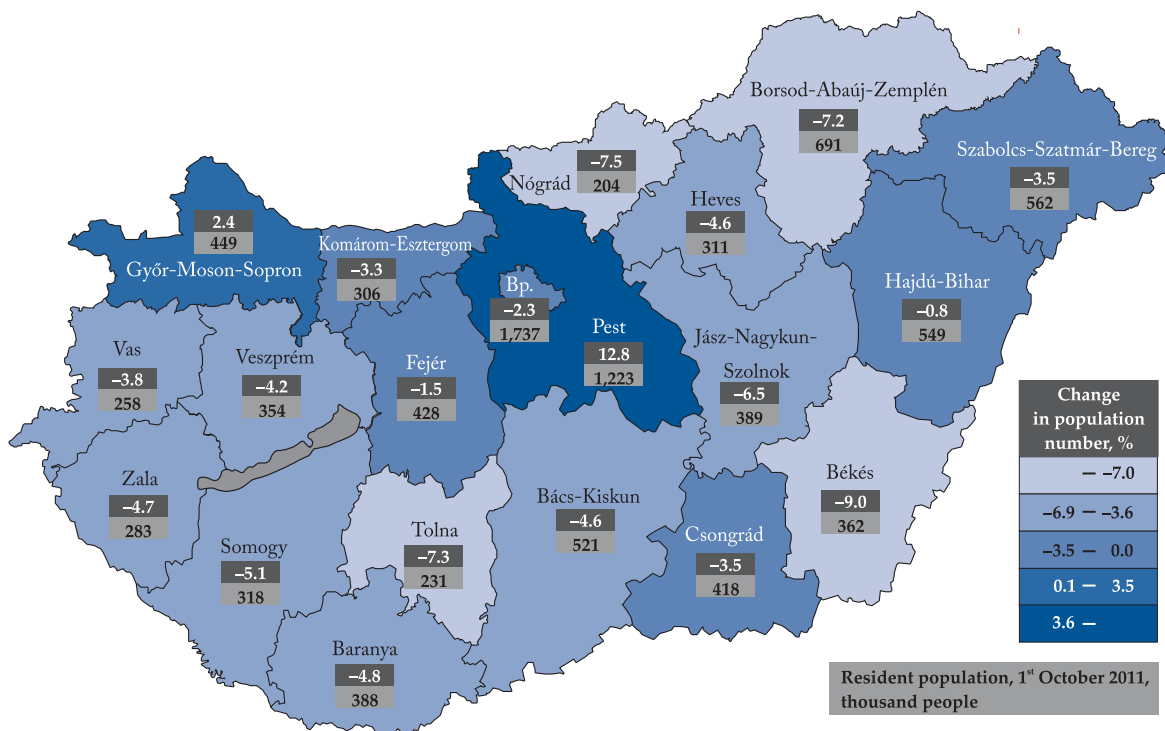 Borsod-Abaúj-Zemplén
–7.2
691
Szabolcs-Szatmár-Bereg
–3.5
562
Nógrád
–7.5
204
Heves
–4.6
311
2.4
449
Győr-Moson-Sopron
Komárom-Esztergom
–3.3
306
Bp.
–2.3
1,737
Pest
12.8
1,223
Hajdú-Bihar
–0.8
549
Jász-Nagykun-
Szolnok
–6.5
389
Vas
–3.8
258
Veszprém
–4.2
354
Fejér
–1.5
428
Zala
–4.7
283
Somogy
–5.1
318
Tolna
–7.3
231
Bács-Kiskun
–4.6
521
Csongrád
–3.5
418
Békés
–9.0
362
Baranya
–4.8
388
Change
in population
number, %
— –7.0
–6.9 — –3.6
–3.5 — 0.0
0.1 — 3.5
3.6 —
Resident population, 1st October 2011,
thousand people